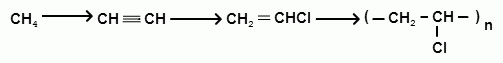 CH₄ ⟶ CH≡CH ⟶ CH₂=CHCl ⟶ (–CH₂–CH–)n
Cl